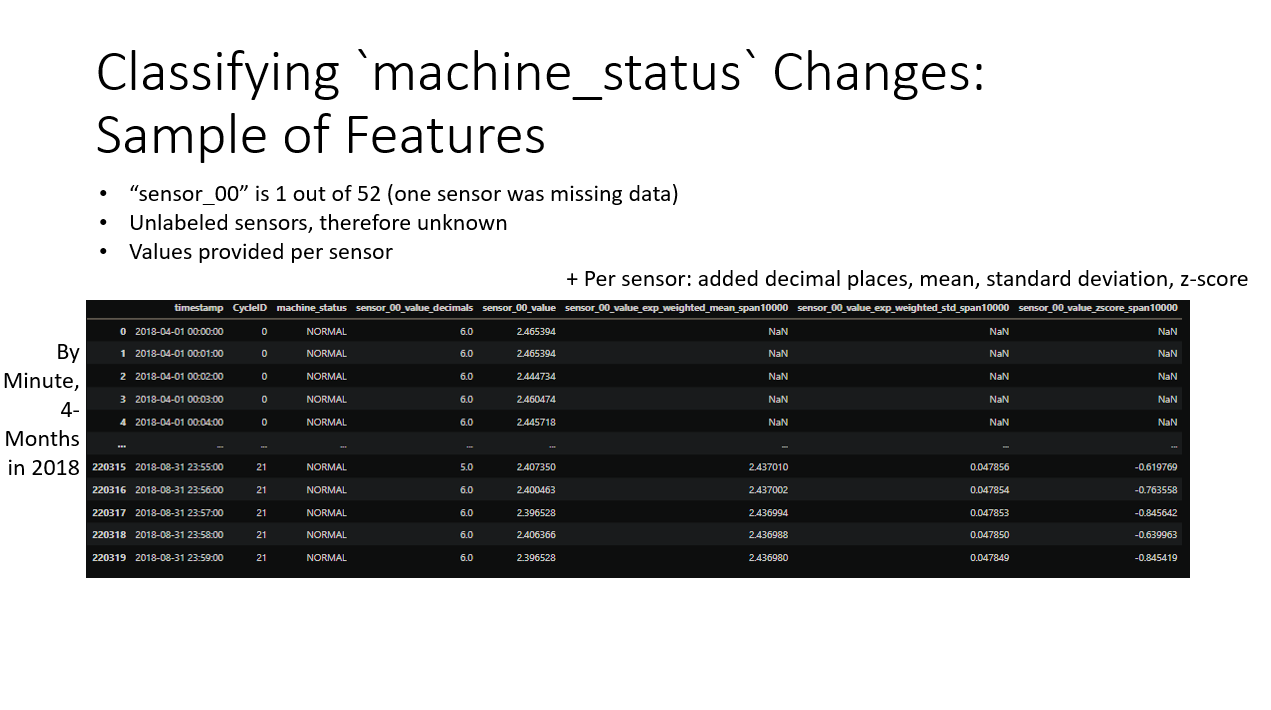 Classifying `machine_status` Changes:
Sample of Features
• “sensor_00” is 1 out of 52 (one sensor was missing data)
• Unlabeled sensors, therefore unknown
• Values provided per sensor
+ Per sensor: added decimal places, mean, standard deviation, z-score
By
Minute,
4-
Months
in 2018
timestamp CycleID machine_status sensor_00_value_decimals sensor_00_value sensor_00_value_exp_weighted_mean_span10000 sensor_00_value_exp_weighted_std_span10000 sensor_00_value_zscore_span10000
0 2018-04-01 00:00:00 0 NORMAL 6.0 2.465394 NaN NaN NaN
1 2018-04-01 00:01:00 0 NORMAL 6.0 2.465394 NaN NaN NaN
2 2018-04-01 00:02:00 0 NORMAL 6.0 2.444734 NaN NaN NaN
3 2018-04-01 00:03:00 0 NORMAL 6.0 2.460474 NaN NaN NaN
4 2018-04-01 00:04:00 0 NORMAL 6.0 2.445718 NaN NaN NaN
... ... ... ... ... ... ... ... ...
220315 2018-08-31 23:55:00 21 NORMAL 5.0 2.407350 2.437010 0.047856 -0.619769
220316 2018-08-31 23:56:00 21 NORMAL 6.0 2.400463 2.437002 0.047854 -0.763558
220317 2018-08-31 23:57:00 21 NORMAL 6.0 2.396528 2.436994 0.047853 -0.845642
220318 2018-08-31 23:58:00 21 NORMAL 6.0 2.406366 2.436988 0.047850 -0.639963
220319 2018-08-31 23:59:00 21 NORMAL 6.0 2.396528 2.436980 0.047849 -0.845419